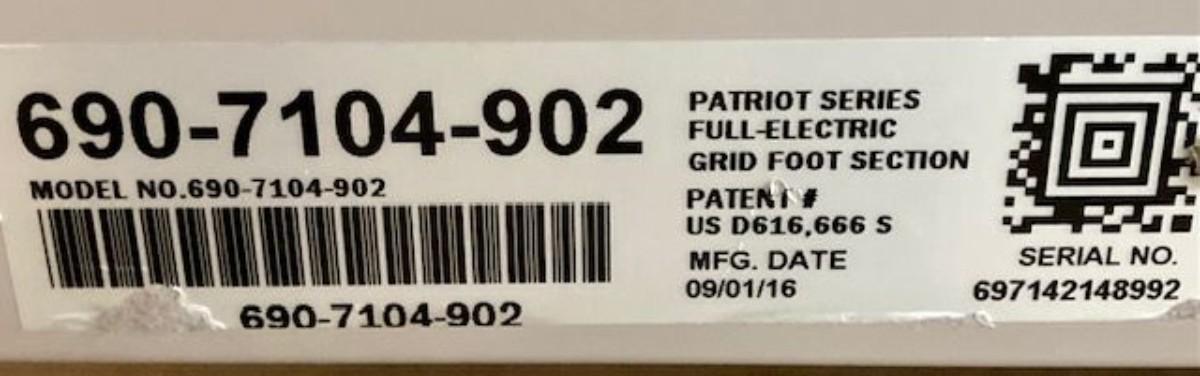 690-7104-902
MODEL NO.690-7104-902
690-7104-902
PATRIOT SERIES
FULL-ELECTRIC
GRID FOOT SECTION
PATENT #
US D616,666 S
MFG. DATE
09/01/16
SERIAL NO.
697142148992